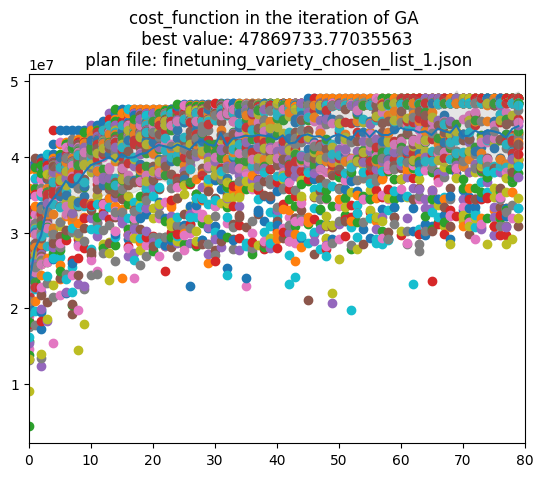 cost_function in the iteration of GA
best value: 47869733.77035563
plan file: finetuning_variety_chosen_list_1.json
1e7
5
4
3
2
1
0 10 20 30 40 50 60 70 80